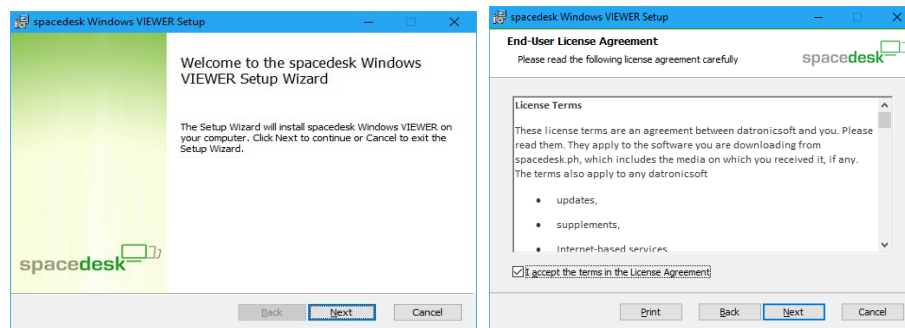 spacedesk Windows VIEWER Setup
Welcome to the spacedesk Windows
VIEWER Setup Wizard
The Setup Wizard will install spacedesk Windows VIEWER on
your computer. Click Next to continue or Cancel to exit the
Setup Wizard.
spacedesk
Back Next Cancel
spacedesk Windows VIEWER Setup
End-User License Agreement
Please read the following license agreement carefully
spacedesk
License Terms
These license terms are an agreement between datronicsoft and you. Please
read them. They apply to the software you are downloading from
spacedesk.ph, which includes the media on which you received it, if any.
The terms also apply to any datronicsoft
• updates,
• supplements,
• Internet-based services
I accept the terms in the License Agreement
Print Back Next Cancel